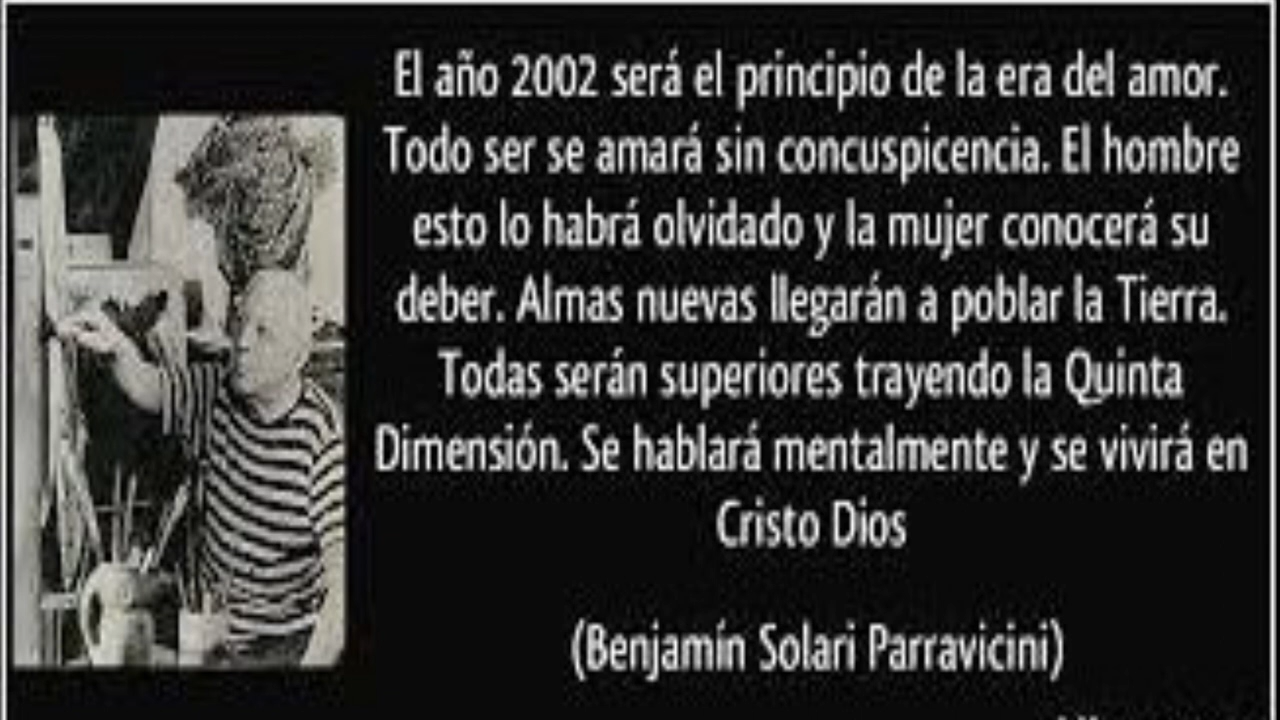 El año 2002 será el principio de la era del amor.
Todo ser se amará sin concuspicencia. El hombre
esto lo habrá olvidado y la mujer conocerá su
deber. Almas nuevas llegarán a poblar la Tierra.
Todas serán superiores trayendo la Quinta
Dimensión. Se hablará mentalmente y se vivirá en
Cristo Dios
(Benjamín Solari Parravicini)